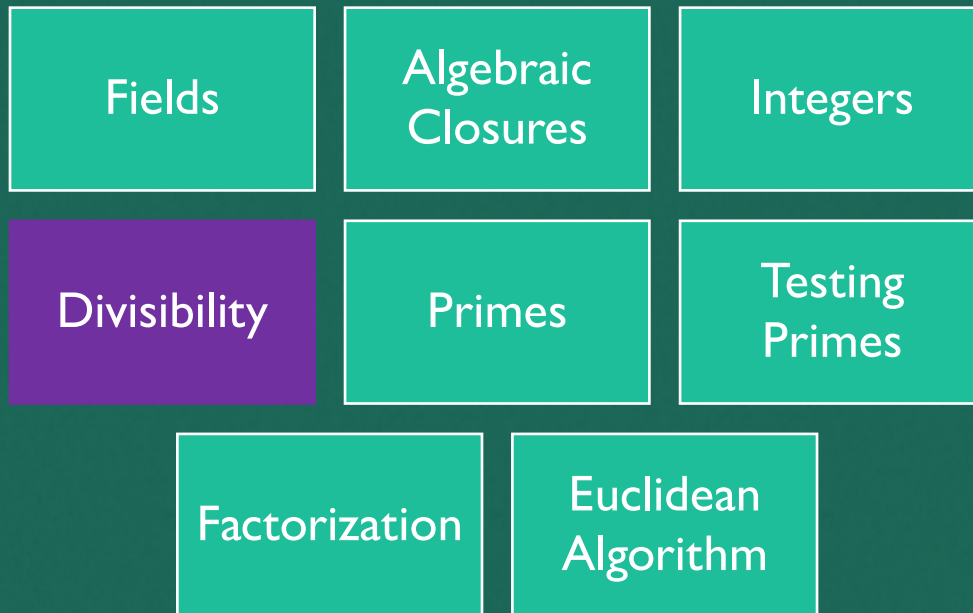 Fields
Algebraic
Closures
Integers
Divisibility
Primes
Testing
Primes
Factorization
Euclidean
Algorithm